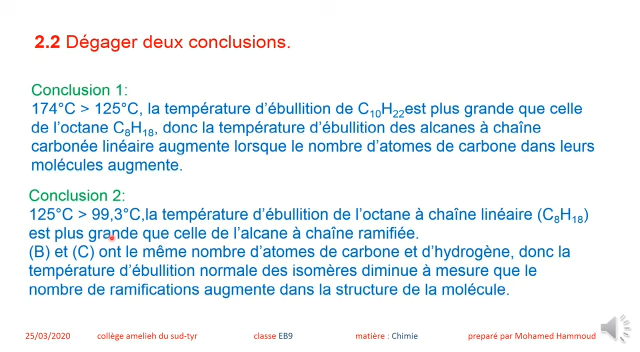 2.2 Dégager deux conclusions.
Conclusion 1:
174°C > 125°C, la température d'ébullition de C₁₀H₂₂est plus grande que celle
de l'octane C₈H₁₈, donc la température d'ébullition des alcanes à chaîne
carbonée linéaire augmente lorsque le nombre d'atomes de carbone dans leurs
molécules augmente.
Conclusion 2:
125°C > 99,3°C,la température d'ébullition de l'octane à chaîne linéaire (C₈H₁₈)
est plus grande que celle de l'alcane à chaîne ramifiée.
(B) et (C) ont le même nombre d'atomes de carbone et d'hydrogène, donc la
température d'ébullition normale des isomères diminue à mesure que le
nombre de ramifications augmente dans la structure de la molécule.
25/03/2020 collège amelieh du sud-tyr classe EB9 matière : Chimie preparé par Mohamed Hammoud